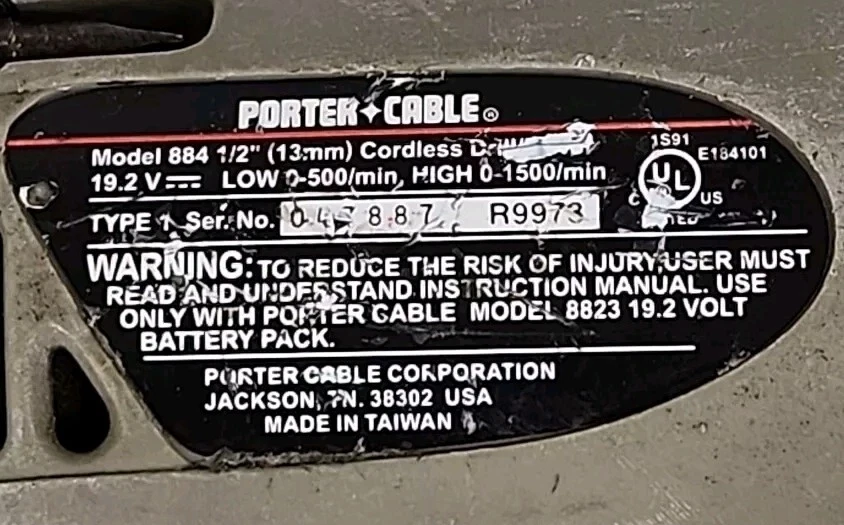 PORTER+CABLE®
Model 884 1/2" (13mm) Cordless
19.2 V LOW 0-500/min, HIGH 0-1500/min
TYPE 1 Ser. No. R9973
1S91
E184101
UL
C US
WARNING: TO REDUCE THE RISK OF INJURY,USER MUST
READ AND UNDERSTAND INSTRUCTION MANUAL. USE
ONLY WITH PORTER CABLE MODEL 8823 19.2 VOLT
BATTERY PACK.
PORTER CABLE CORPORATION
JACKSON, TN. 38302 USA
MADE IN TAIWAN